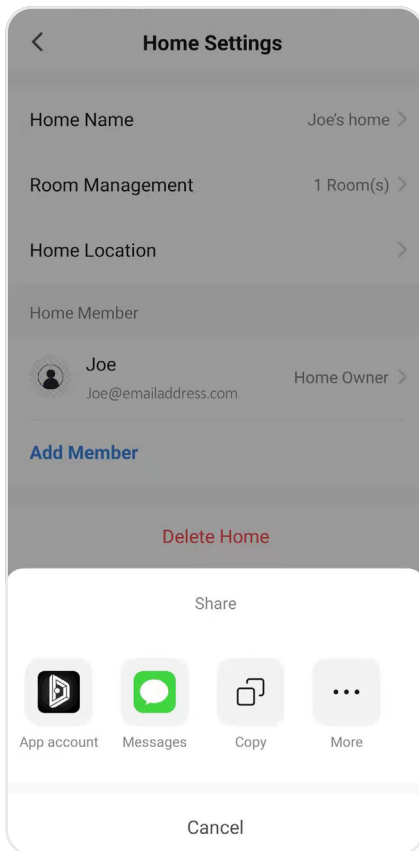 Home Settings
Home Name Joe's home
Room Management 1 Room(s)
Home Location
Home Member
Joe
Joe@emailaddress.com
Home Owner
Add Member
Delete Home
Share
App account Messages Copy More
Cancel